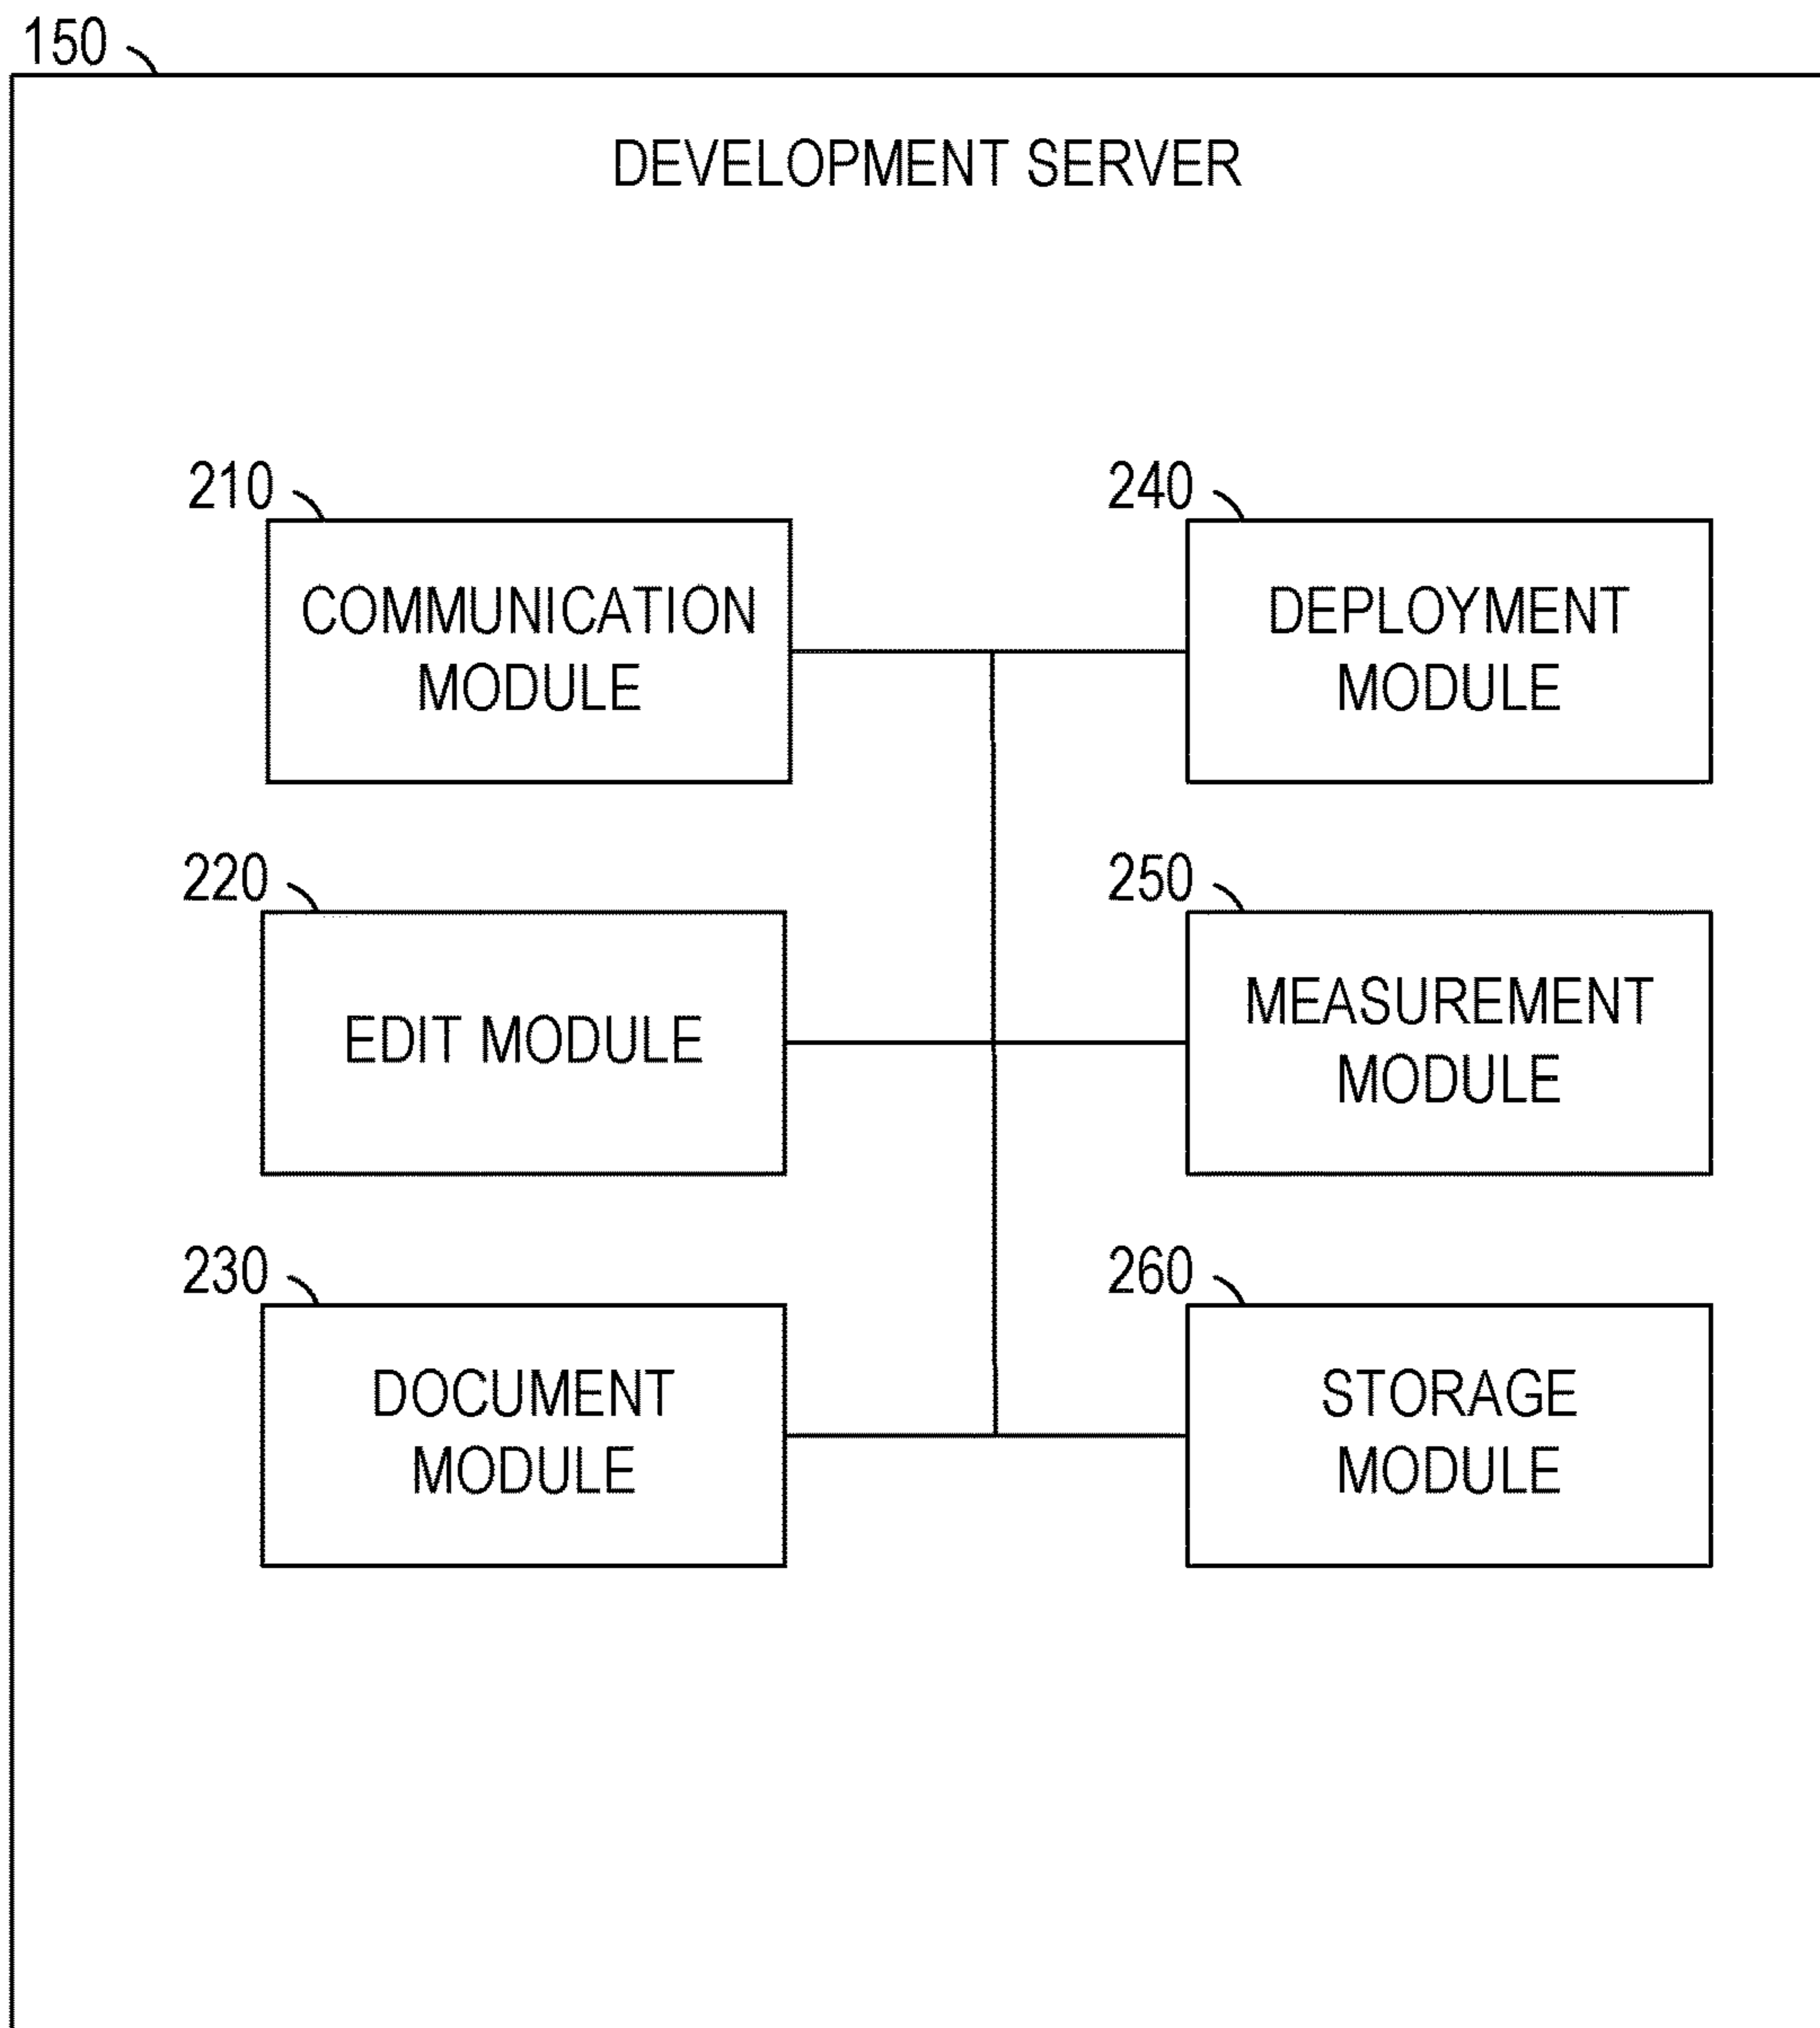 150
DEVELOPMENT SERVER
210
COMMUNICATION
MODULE
240
DEPLOYMENT
MODULE
220
EDIT MODULE
250
MEASUREMENT
MODULE
230
DOCUMENT
MODULE
260
STORAGE
MODULE